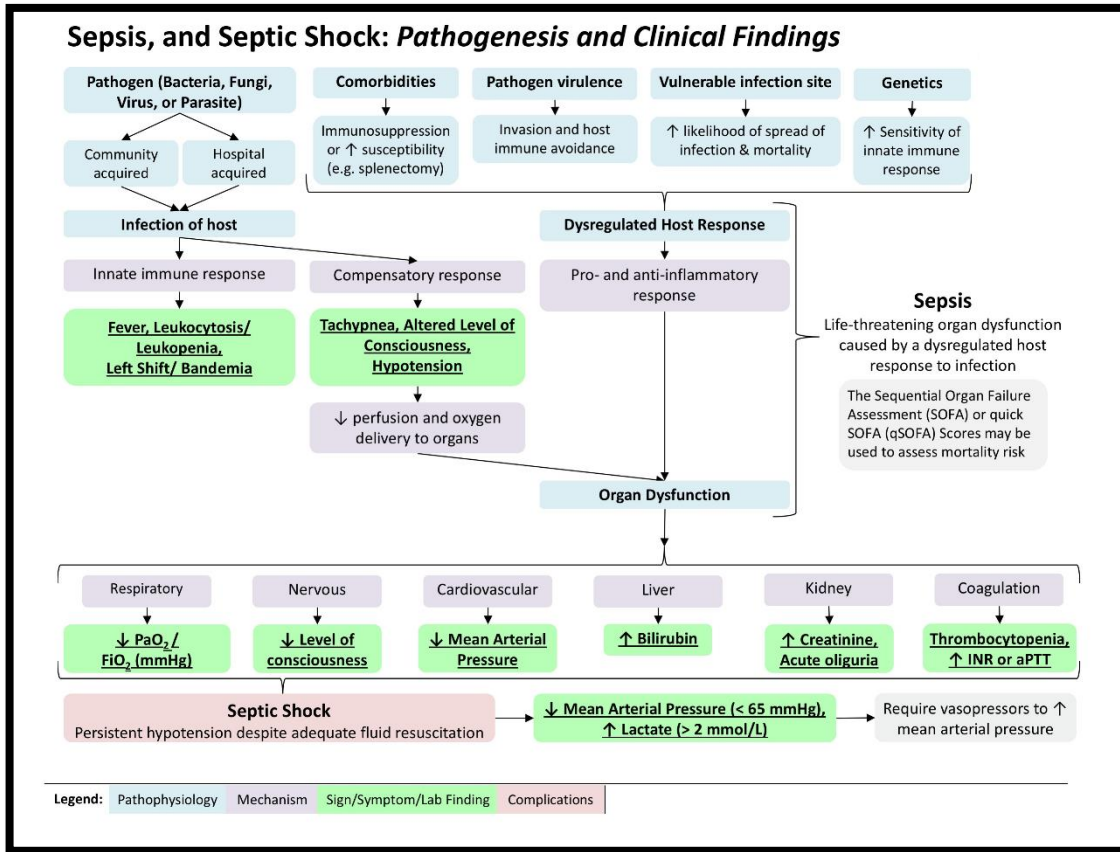 Sepsis, and Septic Shock: Pathogenesis and Clinical Findings
Pathogen (Bacteria, Fungi,
Virus, or Parasite)
Community
acquired
Hospital
acquired
Comorbidities
Immunosuppression
or ↑ susceptibility
(e.g. splenectomy)
Pathogen virulence
Invasion and host
immune avoidance
Vulnerable infection site
↑ likelihood of spread of
infection & mortality
Genetics
↑ Sensitivity of
innate immune
response
Infection of host
Dysregulated Host Response
Innate immune response
Compensatory response
Pro- and anti-inflammatory
response
Fever, Leukocytosis/
Leukopenia,
Left Shift/ Bandemia
Tachypnea, Altered Level of
Consciousness,
Hypotension
↓ perfusion and oxygen
delivery to organs
Organ Dysfunction
Sepsis
Life-threatening organ dysfunction
caused by a dysregulated host
response to infection
The Sequential Organ Failure
Assessment (SOFA) or quick
SOFA (qSOFA) Scores may be
used to assess mortality risk
Respiratory
↓ PaO₂/
FiO₂ (mmHg)
Nervous
↓ Level of
consciousness
Cardiovascular
↓ Mean Arterial
Pressure
Liver
↑ Bilirubin
Kidney
↑ Creatinine,
Acute oliguria
Coagulation
Thrombocytopenia,
↑ INR or aPTT
Septic Shock
Persistent hypotension despite adequate fluid resuscitation
↓ Mean Arterial Pressure (< 65 mmHg),
↑ Lactate (> 2 mmol/L)
Require vasopressors to ↑
mean arterial pressure
Legend: Pathophysiology Mechanism Sign/Symptom/Lab Finding Complications